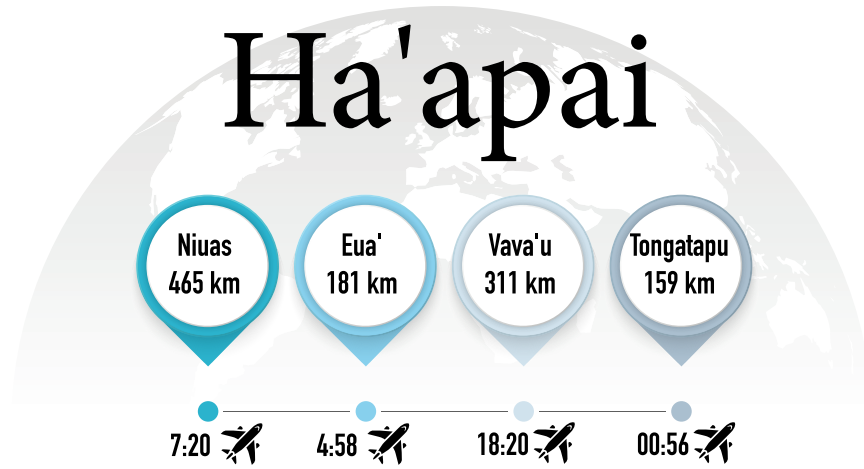 Ha'apai
Niuas
465 km
Eua'
181 km
Vava'u
311 km
Tongatapu
159 km
7:20
4:58
18:20
00:56